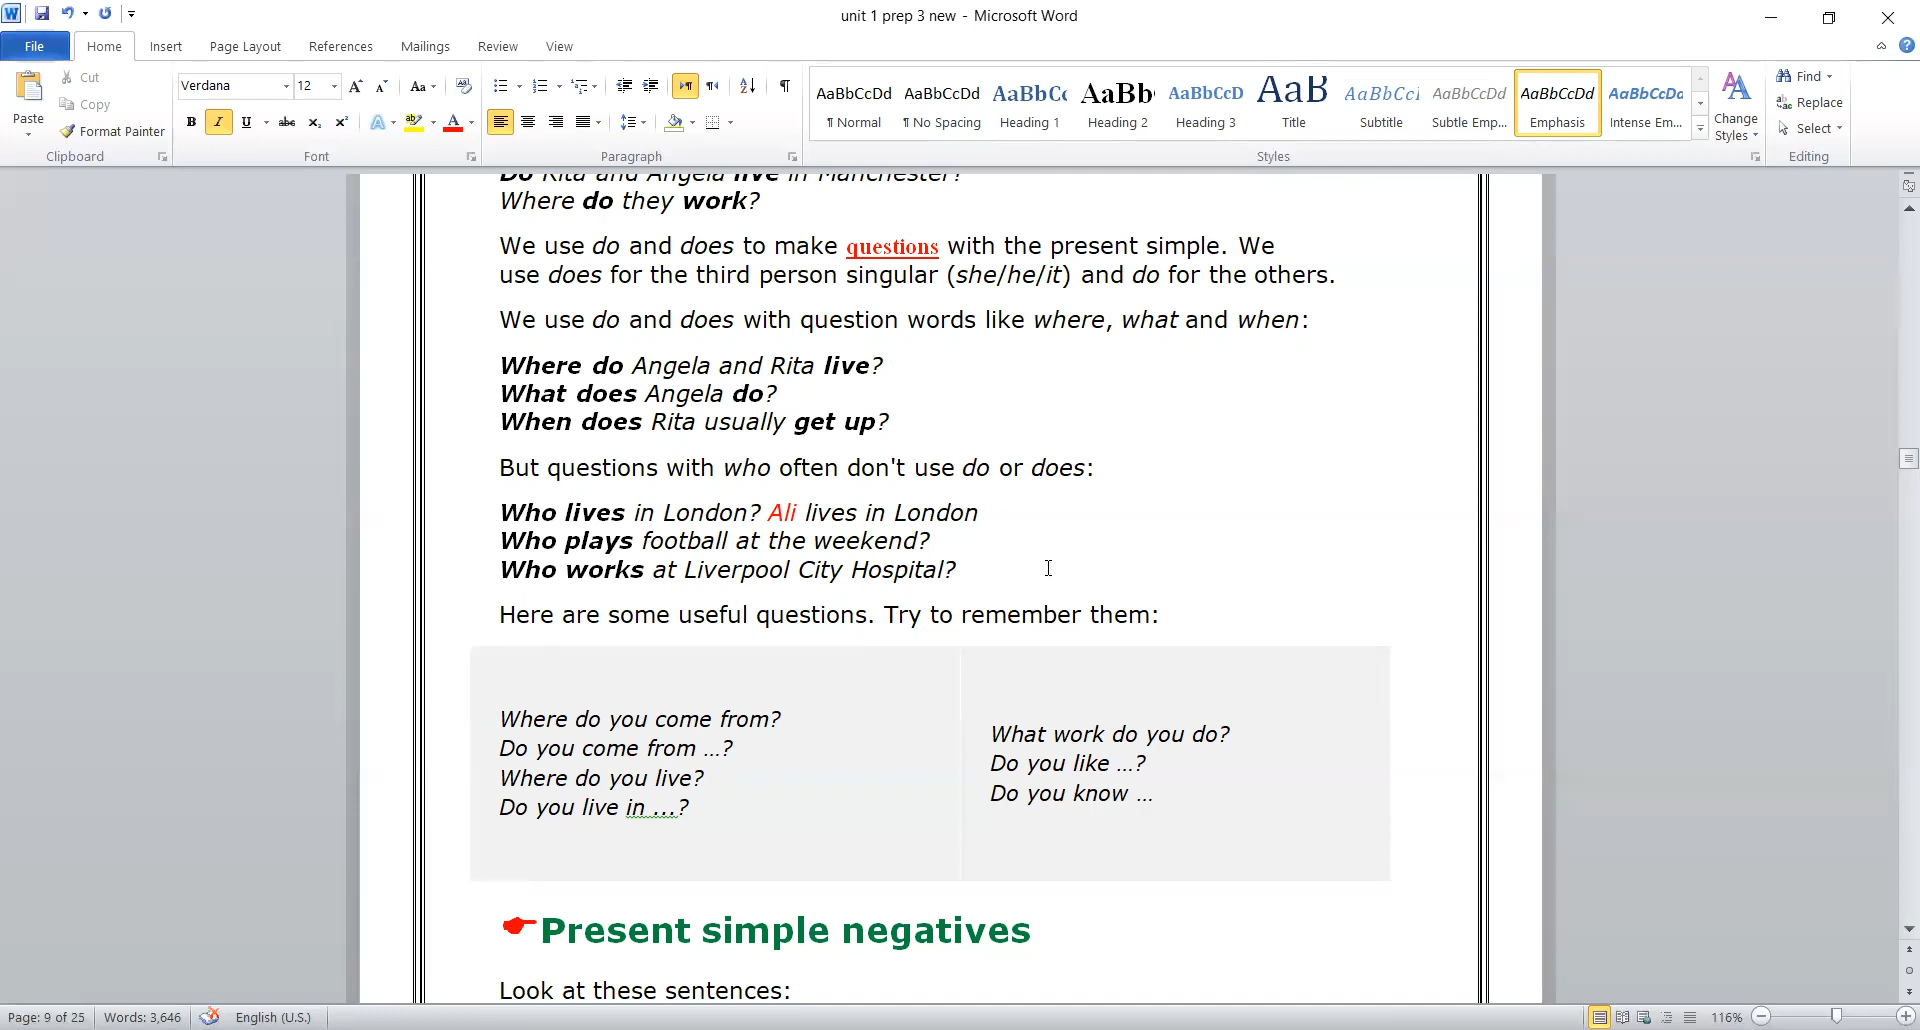 unit 1 prep 3 new - Microsoft Word
File Home Insert Page Layout References Mailings Review View
Paste
Cut
Copy
Format Painter
Clipboard
Verdana 12
Font
Paragraph
AaBbCcDd AaBbCcDd AaBbCc AaBb AaBbCcD AaB AaBbCcI AaBbCcDd AaBbCcDd AaBbCcDd
¶ Normal ¶ No Spacing Heading 1 Heading 2 Heading 3 Title Subtitle Subtle Emp... Emphasis Intense Em...
Styles
Change Styles
Find
Replace
Select
Editing
Do Rita and Angela live in Manchester?
Where do they work?
We use do and does to make questions with the present simple. We
use does for the third person singular (she/he/it) and do for the others.
We use do and does with question words like where, what and when:
Where do Angela and Rita live?
What does Angela do?
When does Rita usually get up?
But questions with who often don't use do or does:
Who lives in London? Ali lives in London
Who plays football at the weekend?
Who works at Liverpool City Hospital?
Here are some useful questions. Try to remember them:
Where do you come from?
Do you come from ...?
Where do you live?
Do you live in ...?
What work do you do?
Do you like ...?
Do you know ...
Present simple negatives
Look at these sentences:
Page: 9 of 25 Words: 3,646 English (U.S.) 116%